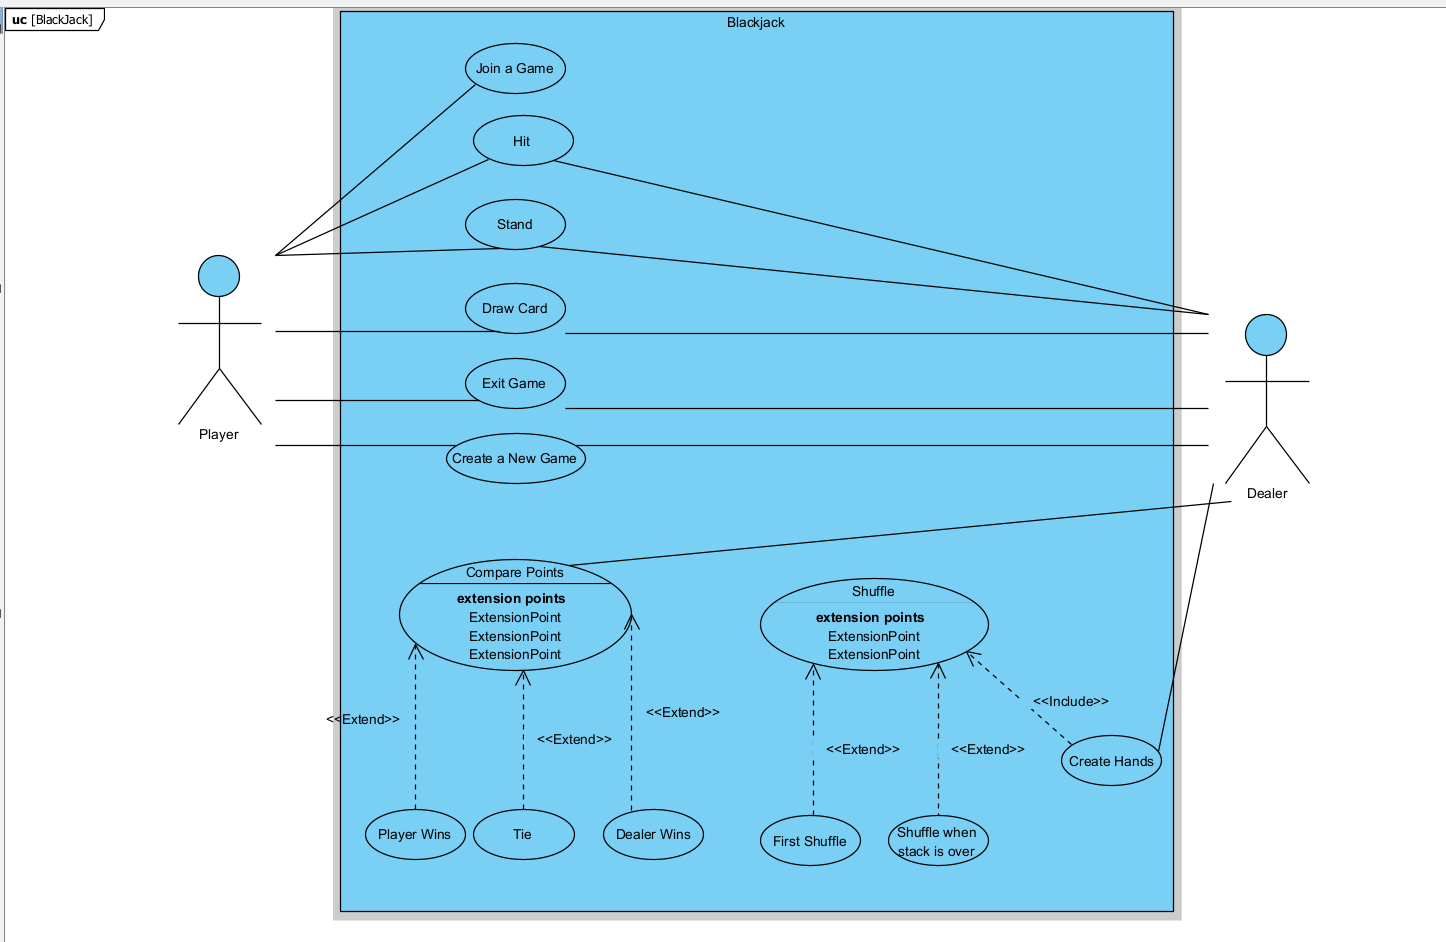 uc [BlackJack]
Blackjack
Join a Game
Hit
Stand
Draw Card
Exit Game
Player
Create a New Game
Dealer
Compare Points
extension points
ExtensionPoint
ExtensionPoint
ExtensionPoint
Shuffle
extension points
ExtensionPoint
ExtensionPoint
<<Include>>
<<Extend>>
<<Extend>>
<<Extend>>
<<Extend>>
<<Extend>>
Create Hands
Player Wins
Tie
Dealer Wins
First Shuffle
Shuffle when
stack is over